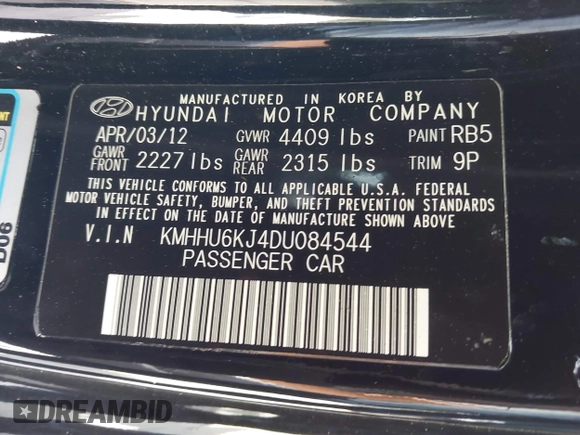 MANUFACTURED IN KOREA BY
HYUNDAI MOTOR COMPANY
APR/03/12 GVWR 4409 lbs PAINT RB5
GAWR FRONT 2227 lbs GAWR REAR 2315 lbs TRIM 9P
THIS VEHICLE CONFORMS TO ALL APPLICABLE U.S.A. FEDERAL
MOTOR VEHICLE SAFETY, BUMPER, AND THEFT PREVENTION STANDARDS
IN EFFECT ON THE DATE OF MANUFACTURE SHOWN ABOVE
V.I.N KMHHU6KJ4DU084544
PASSENGER CAR
D06
DREAMBID